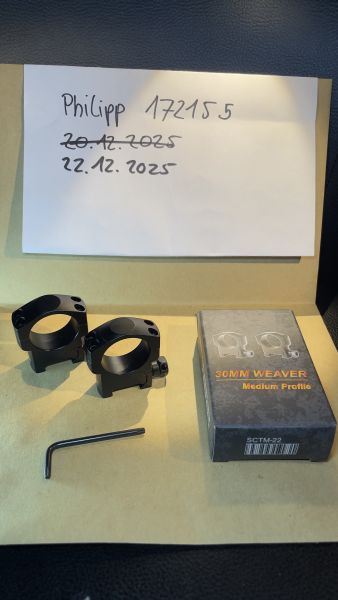 Philipp 172155
20.12.2025
22.12.2025
30MM WEAVER
Medium Profile
SCTM-22